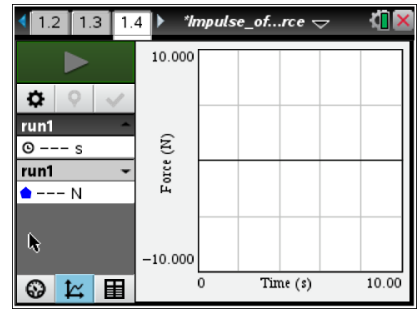 1.2 1.3 1.4 *Impulse_of...rce
10.000
run1
--- s
run1
--- N
Force (N)
-10.000
0 Time (s) 10.00